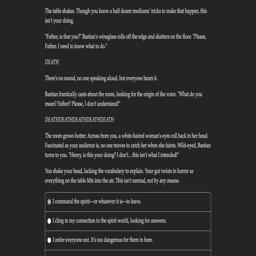 The table shakes. Though you know a half dozen mediums' tricks to make that happen, this
isn't your doing.
"Father, is that you?" Bastian's wineglass rolls off the edge and shatters on the floor. "Please,
Father. I need to know what to do."
DEATH
There's no sound, no one speaking aloud, but everyone hears it.
Bastian frantically casts about the room, looking for the origin of the voice. "What do you
mean? Father? Please, I don't understand!"
DEATHDEATHDEATHDEATHDEATH
The room grows hotter. Across from you, a white-haired woman's eyes roll back in her head.
Fascinated as your audience is, no one moves to catch her when she faints. Wild-eyed, Bastian
turns to you. "Henry, is this your doing? I don't…this isn't what I intended!"
You shake your head, lacking the vocabulary to explain. Your gut twists in horror as
everything on the table lifts into the air. This isn't normal, not by any means.
I command the spirit—or whatever it is—to leave.
I cling to my connection to the spirit world, looking for answers.
I order everyone out. It's too dangerous for them in here.